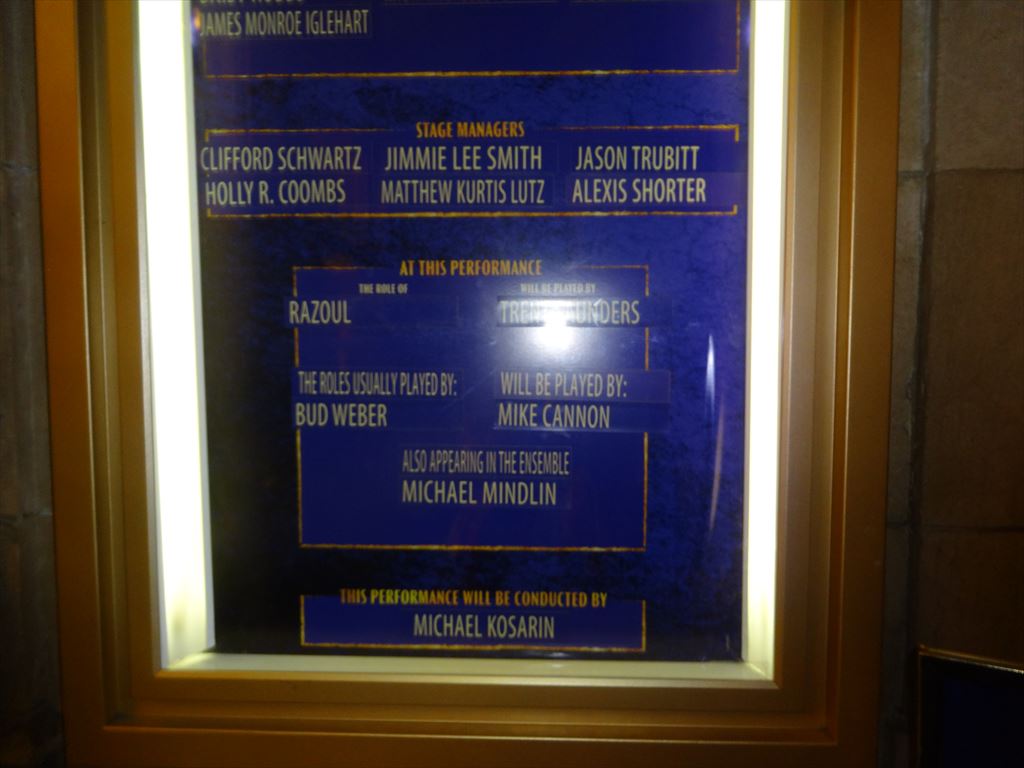 JAMES MONROE IGLEHART
STAGE MANAGERS
CLIFFORD SCHWARTZ JIMMIE LEE SMITH JASON TRUBITT
HOLLY R. COOMBS MATTHEW KURTIS LUTZ ALEXIS SHORTER
AT THIS PERFORMANCE
THE ROLE OF WILL BE PLAYED BY
RAZOUL
THE ROLES USUALLY PLAYED BY: WILL BE PLAYED BY:
BUD WEBER MIKE CANNON
ALSO APPEARING IN THE ENSEMBLE
MICHAEL MINDLIN
THIS PERFORMANCE WILL BE CONDUCTED BY
MICHAEL KOSARIN